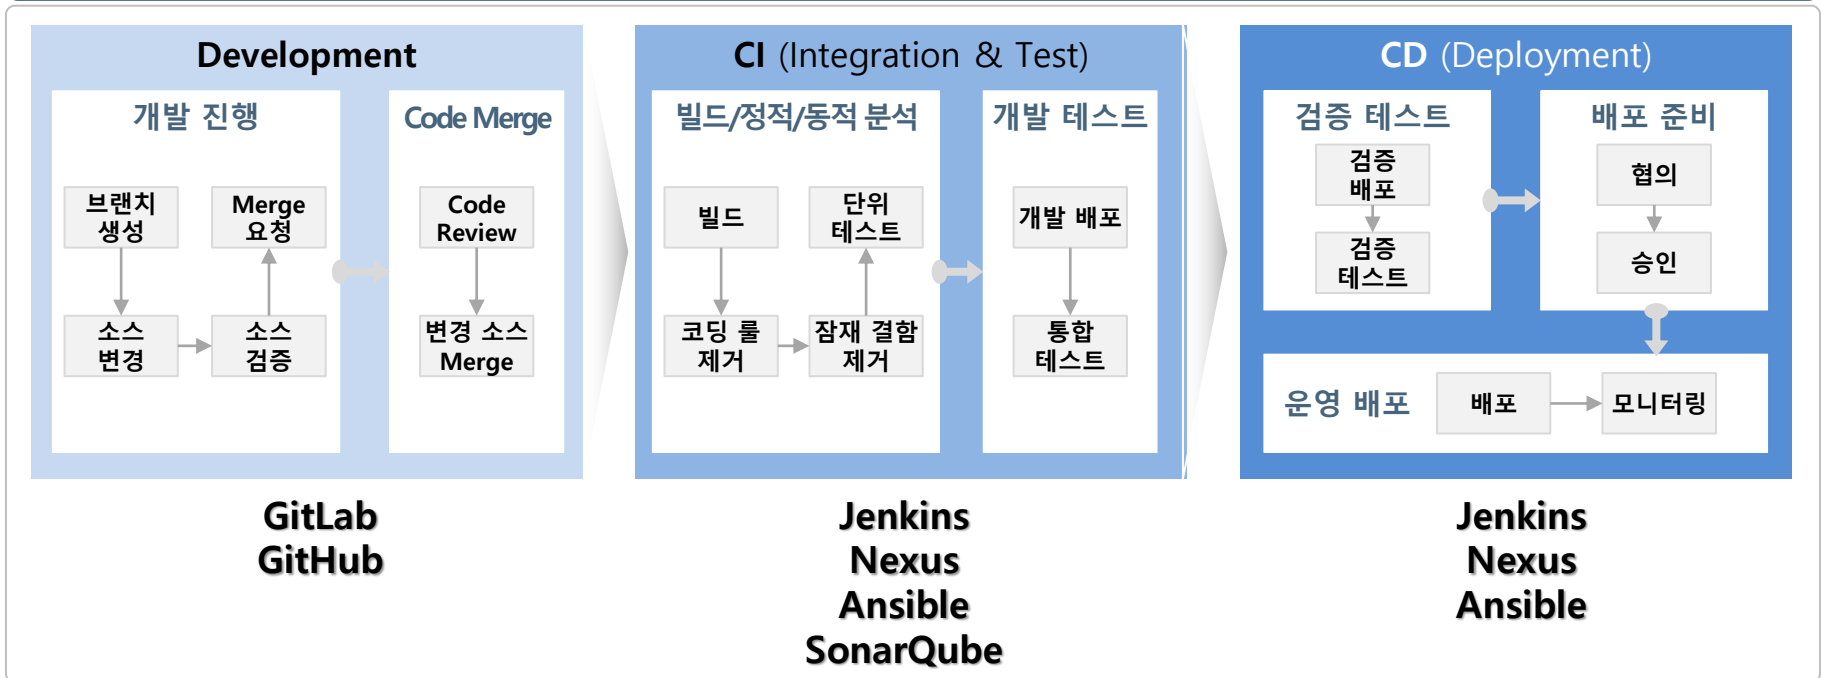 Development
개발 진행
브랜치
생성
소스
변경
소스
검증
Merge
요청
Code Merge
Code
Review
변경 소스
Merge
GitLab
GitHub
CI (Integration & Test)
빌드/정적/동적 분석
빌드
코딩 룰
제거
잠재 결함
제거
단위
테스트
개발 테스트
개발 배포
통합
테스트
Jenkins
Nexus
Ansible
SonarQube
CD (Deployment)
검증 테스트
검증
배포
검증
테스트
배포 준비
협의
승인
운영 배포
배포
모니터링
Jenkins
Nexus
Ansible